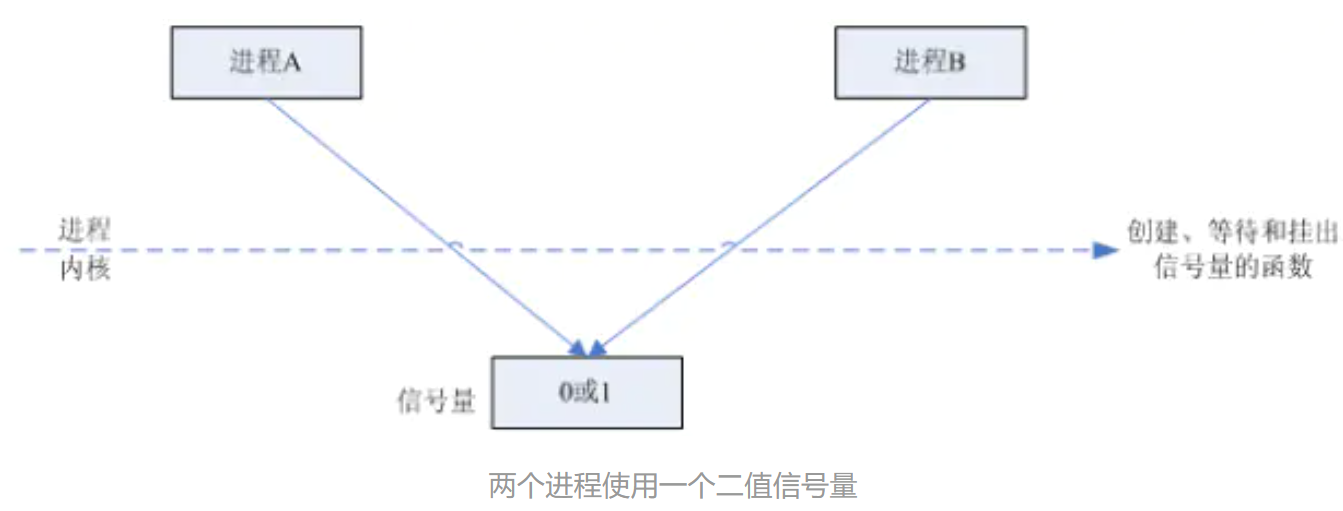 进程A
进程B
进程
内核
创建、等待和挂出
信号量的函数
信号量
0或1
两个进程使用一个二值信号量